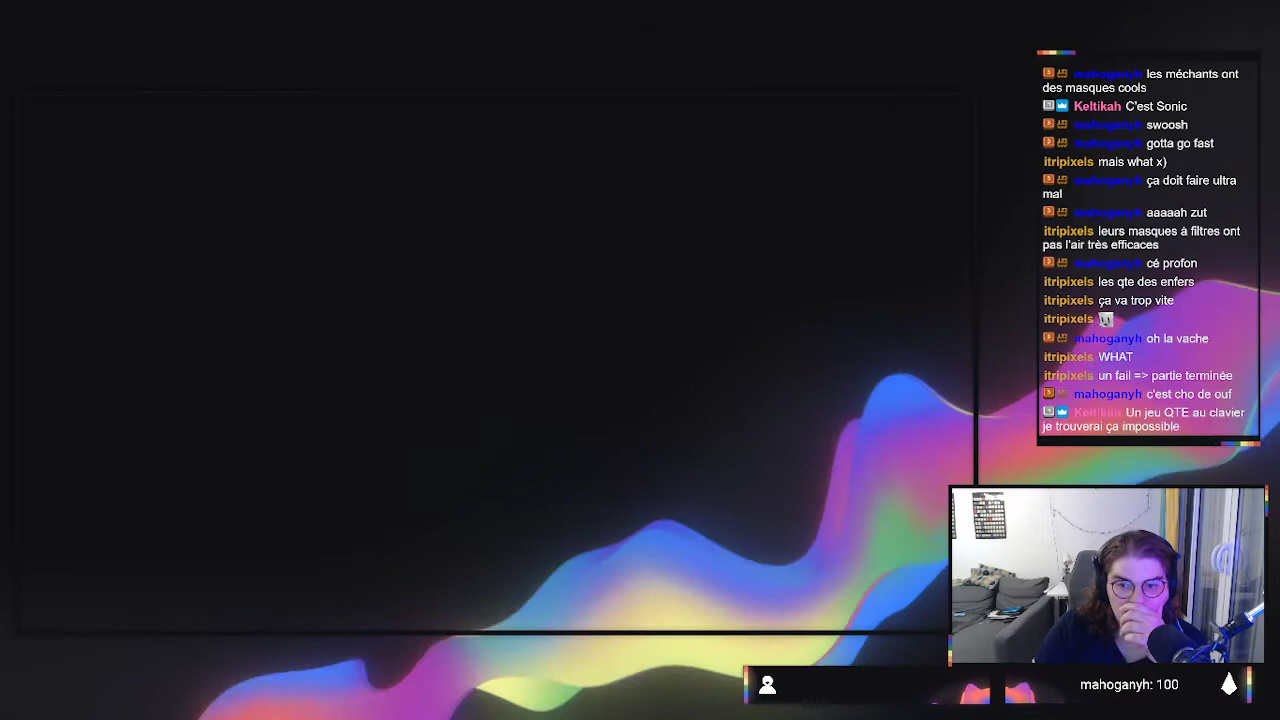 mahoganyh les méchants ont
des masques cools
Keltikah C'est Sonic
mahoganyh swoosh
mahoganyh gotta go fast
itripixels mais what x)
mahoganyh ça doit faire ultra
mal
mahoganyh aaaaah zut
itripixels leurs masques à filtres ont
pas l'air très efficaces
mahoganyh cé profon
itripixels les qte des enfers
itripixels ça va trop vite
itripixels
mahoganyh oh la vache
itripixels WHAT
itripixels un fail => partie terminée
mahoganyh c'est cho de ouf
Keltikah Un jeu QTE au clavier
je trouverai ça impossible
mahoganyh: 100